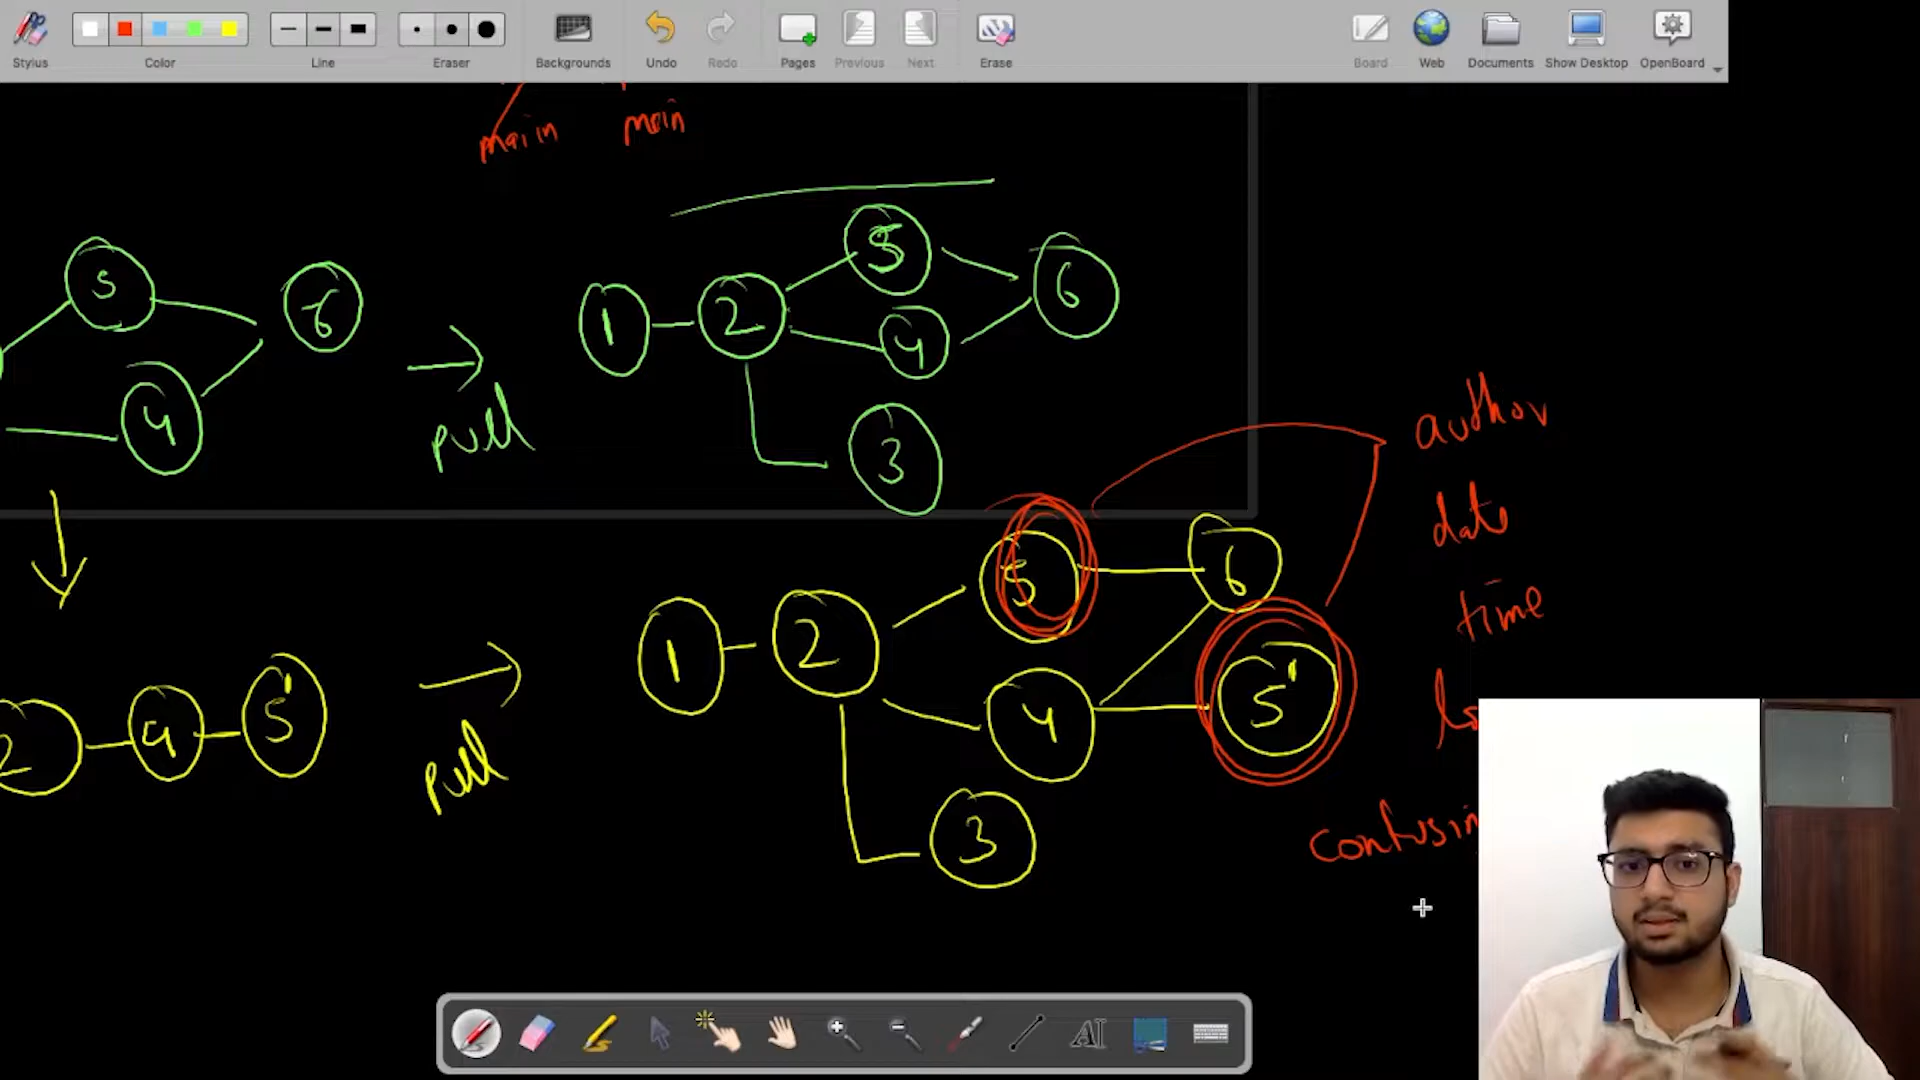 Stylus
Color
Line
Eraser
Backgrounds
Undo
Redo
Pages
Previous
Next
Erase
Board
Web
Documents
Show Desktop
OpenBoard
main
main
5
6
4
pull
1
2
5
4
6
3
author
date
time
5
6
1
2
4
5'
3
2
4
5'
pull
confusin
AI